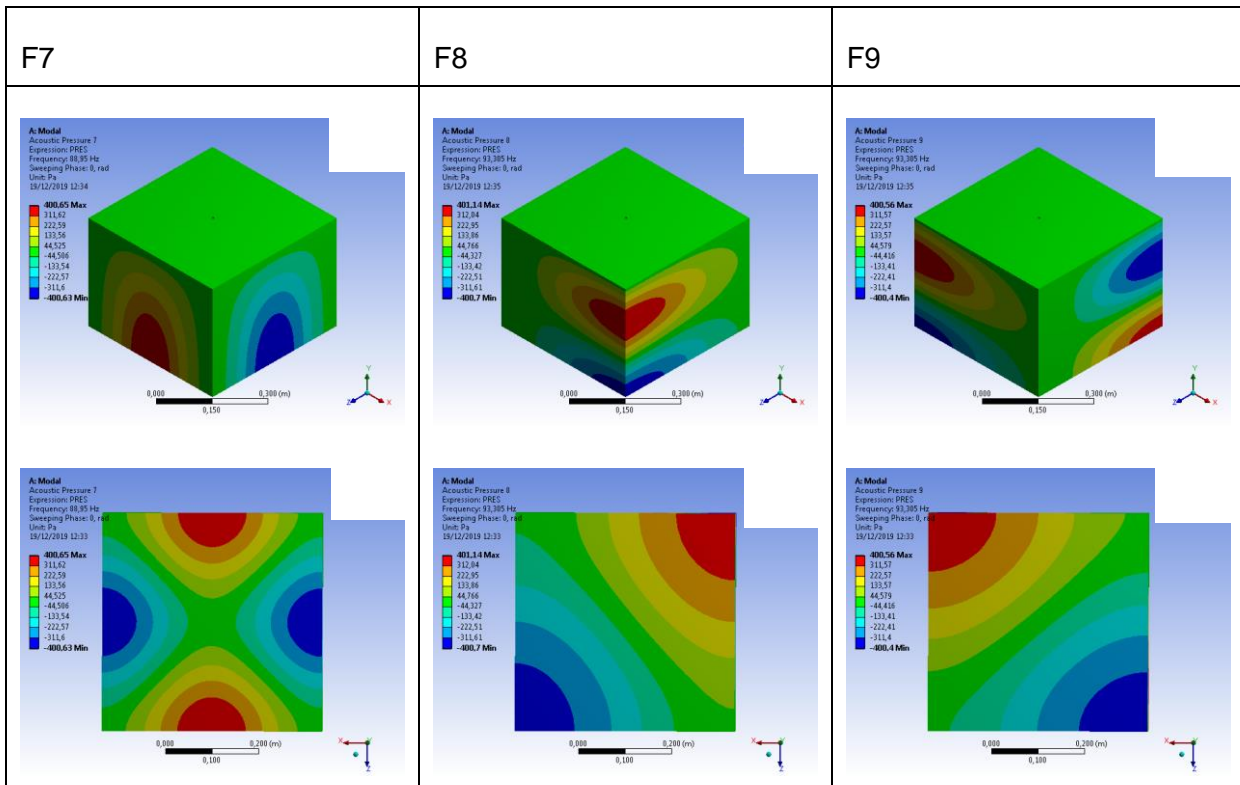 F7
F8
F9
A: Modal
Acoustic Pressure 7
Expression: PRES
Frequency: 88,95 Hz
Sweeping Phase: 0, rad
Unit: Pa
19/12/2019 12:34
400,65 Max
311,62
222,59
133,56
44,525
-44,506
-133,54
-222,57
-311,6
-400,63 Min
0,000
0,300 (m)
0,150
Y
Z
X
A: Modal
Acoustic Pressure 8
Expression: PRES
Frequency: 93,305 Hz
Sweeping Phase: 0, rad
Unit: Pa
19/12/2019 12:35
401,14 Max
312,04
222,95
133,86
44,766
-44,327
-133,42
-222,51
-311,61
-400,7 Min
0,000
0,300 (m)
0,150
Y
Z
X
A: Modal
Acoustic Pressure 9
Expression: PRES
Frequency: 93,305 Hz
Sweeping Phase: 0, rad
Unit: Pa
19/12/2019 12:35
400,56 Max
311,57
222,57
133,57
44,579
-44,416
-133,41
-222,41
-311,4
-400,4 Min
0,000
0,300 (m)
0,150
Y
Z
X
A: Modal
Acoustic Pressure 7
Expression: PRES
Frequency: 88,95 Hz
Sweeping Phase: 0, rad
Unit: Pa
19/12/2019 12:33
400,65 Max
311,62
222,59
133,56
44,525
-44,506
-133,54
-222,57
-311,6
-400,63 Min
0,000
0,200 (m)
0,100
X
Y
Z
A: Modal
Acoustic Pressure 8
Expression: PRES
Frequency: 93,305 Hz
Sweeping Phase: 0, rad
Unit: Pa
19/12/2019 12:33
401,14 Max
312,04
222,95
133,86
44,766
-44,327
-133,42
-222,51
-311,61
-400,7 Min
0,000
0,200 (m)
0,100
X
Y
Z
A: Modal
Acoustic Pressure 9
Expression: PRES
Frequency: 93,305 Hz
Sweeping Phase: 0, rad
Unit: Pa
19/12/2019 12:33
400,56 Max
311,57
222,57
133,57
44,579
-44,416
-133,41
-222,41
-311,4
-400,4 Min
0,000
0,200 (m)
0,100
X
Y
Z